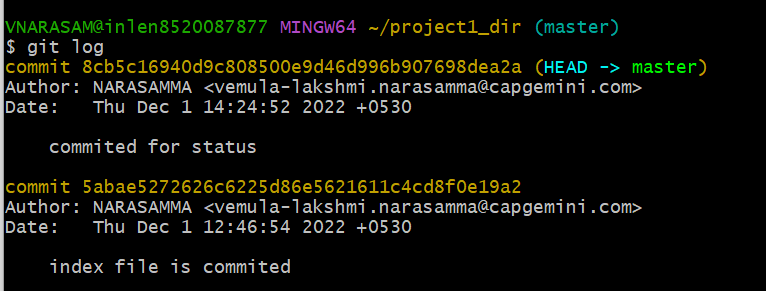 VNARASAM@inlen8520087877 MINGW64 ~/project1_dir (master)
$ git log
commit 8cb5c16940d9c808500e9d46d996b907698dea2a (HEAD -> master)
Author: NARASAMMA <vemula-lakshmi.narasamma@capgemini.com>
Date:   Thu Dec 1 14:24:52 2022 +0530
    commited for status
commit 5abae5272626c6225d86e5621611c4cd8f0e19a2
Author: NARASAMMA <vemula-lakshmi.narasamma@capgemini.com>
Date:   Thu Dec 1 12:46:54 2022 +0530
    index file is commited